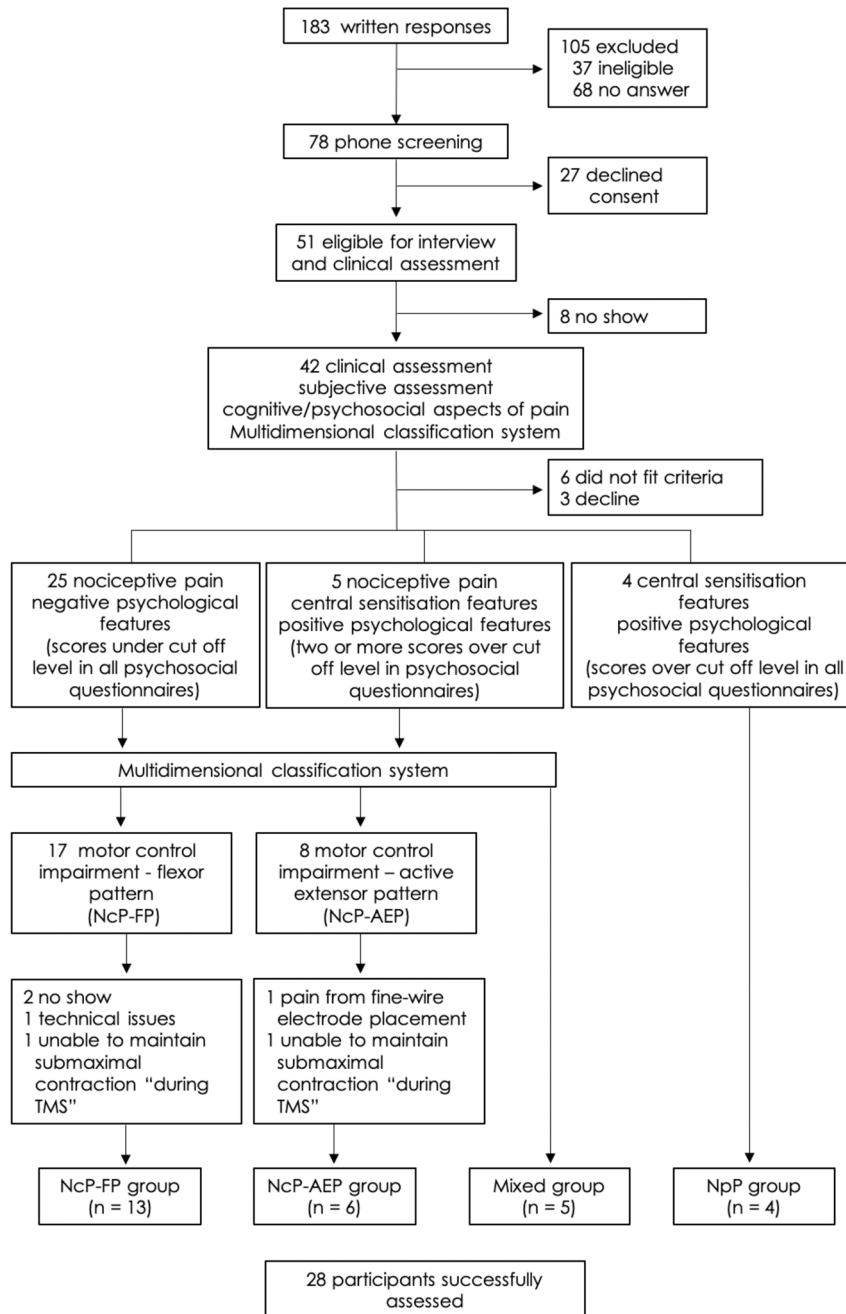 183 written responses
105 excluded
37 ineligible
68 no answer
78 phone screening
27 declined
consent
51 eligible for interview
and clinical assessment
8 no show
42 clinical assessment
subjective assessment
cognitive/psychosocial aspects of pain
Multidimensional classification system
6 did not fit criteria
3 decline
25 nociceptive pain
negative psychological
features
(scores under cut off
level in all psychosocial
questionnaires)
5 nociceptive pain
central sensitisation features
positive psychological features
(two or more scores over cut
off level in psychosocial
questionnaires)
4 central sensitisation
features
positive psychological
features
(scores over cut off level in all
psychosocial questionnaires)
Multidimensional classification system
17 motor control
impairment - flexor
pattern
(NcP-FP)
8 motor control
impairment – active
extensor pattern
(NcP-AEP)
2 no show
1 technical issues
1 unable to maintain
submaximal
contraction “during
TMS”
1 pain from fine-wire
electrode placement
1 unable to maintain
submaximal
contraction “during
TMS”
NcP-FP group
(n = 13)
NcP-AEP group
(n = 6)
Mixed group
(n = 5)
NpP group
(n = 4)
28 participants successfully
assessed